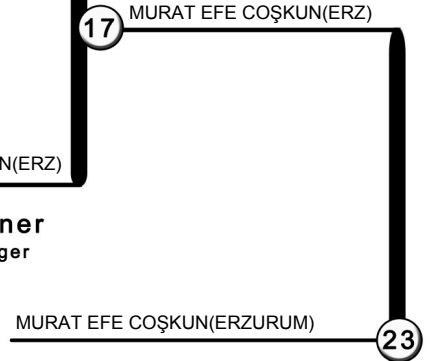 MURAT EFE COŞKUN(ERZ)
17
N(ERZ)
ner
ger
MURAT EFE COŞKUN(ERZURUM)
23